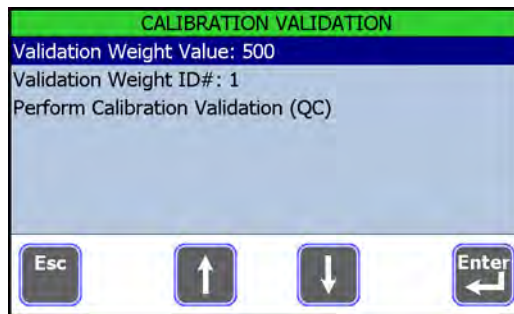 CALIBRATION VALIDATION
Validation Weight Value: 500
Validation Weight ID#: 1
Perform Calibration Validation (QC)
Esc
Enter